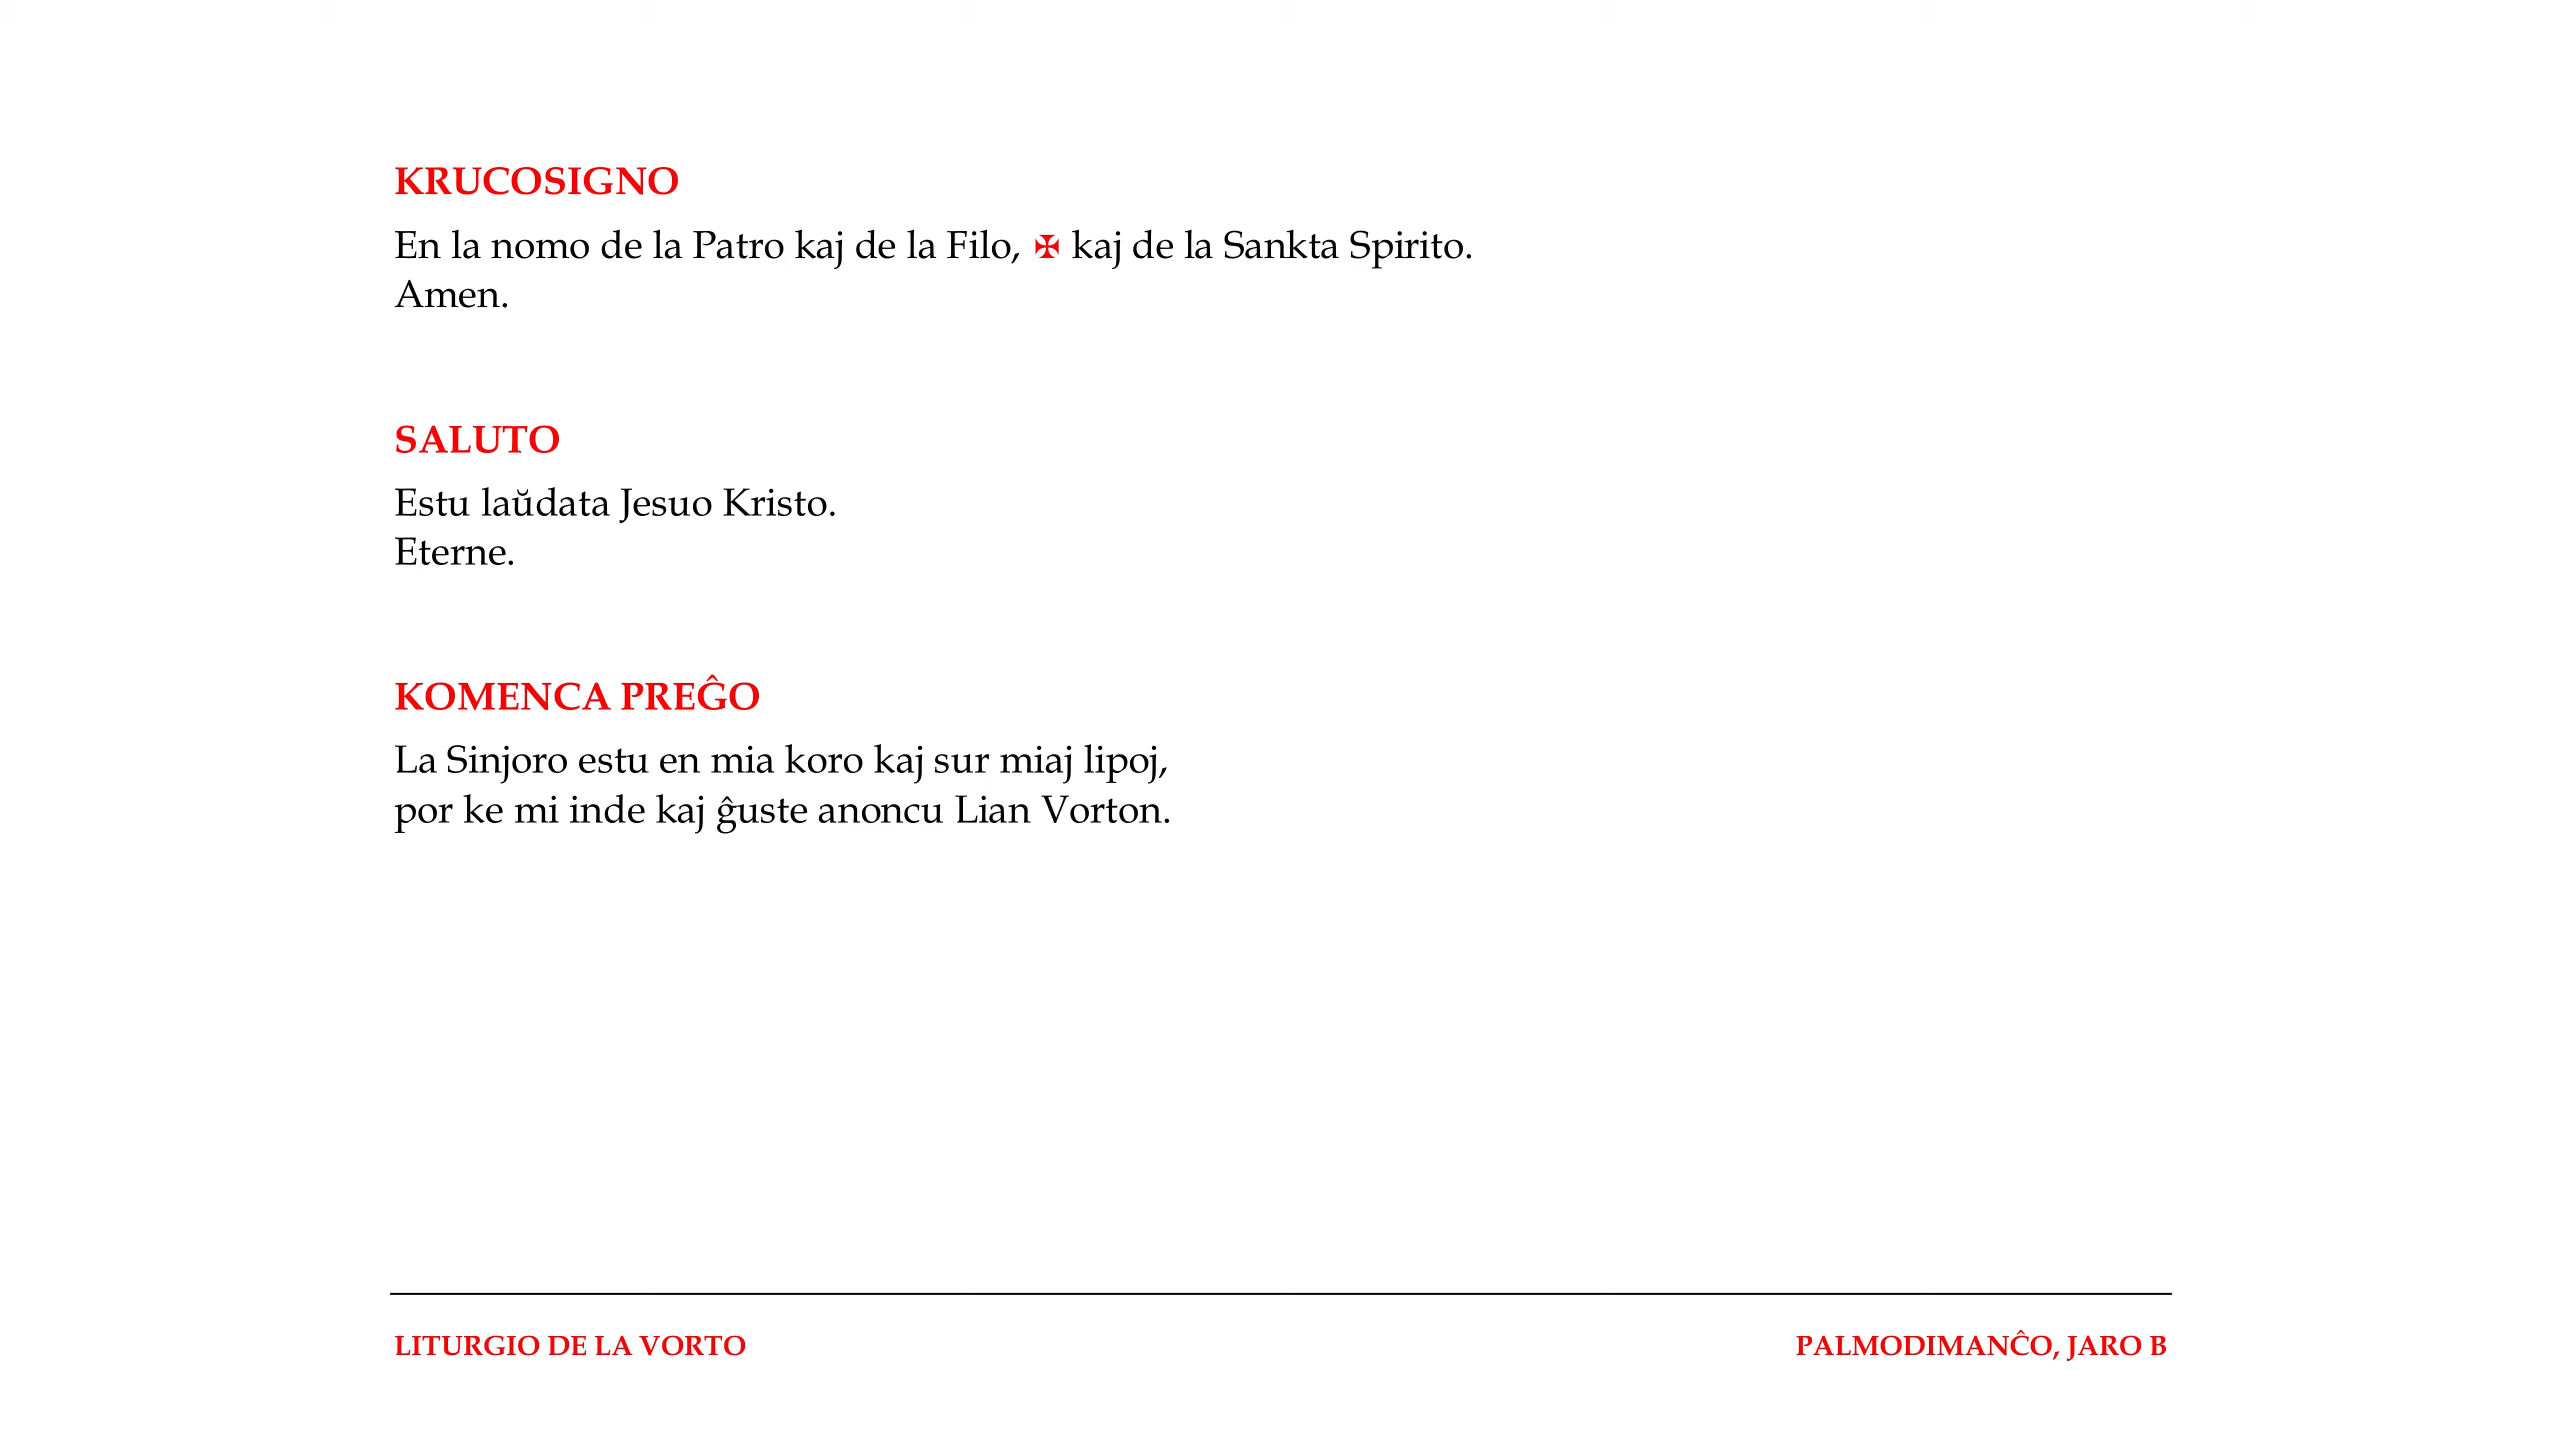 KRUCOSIGNO
En la nomo de la Patro kaj de la Filo, ✠ kaj de la Sankta Spirito.
Amen.
SALUTO
Estu laŭdata Jesuo Kristo.
Eterne.
KOMENCA PREĜO
La Sinjoro estu en mia koro kaj sur miaj lipoj,
por ke mi inde kaj ĝuste anoncu Lian Vorton.
LITURGIO DE LA VORTO
PALMODIMANĈO, JARO B